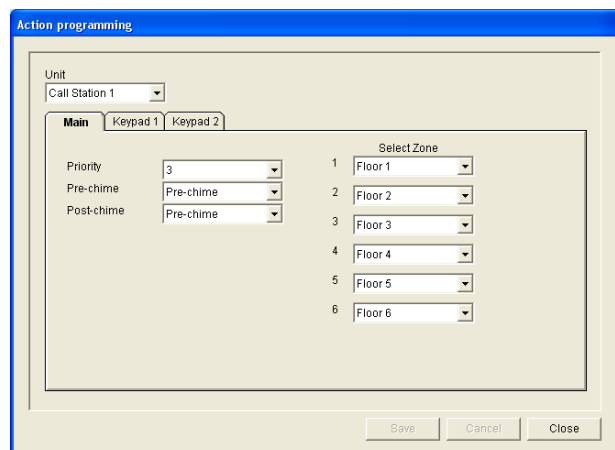 Action programming
Unit
Call Station 1
Main Keypad 1 Keypad 2
Select Zone
Priority 3 1 Floor 1
Pre-chime Pre-chime 2 Floor 2
Post-chime Pre-chime 3 Floor 3
4 Floor 4
5 Floor 5
6 Floor 6
Save Cancel Close